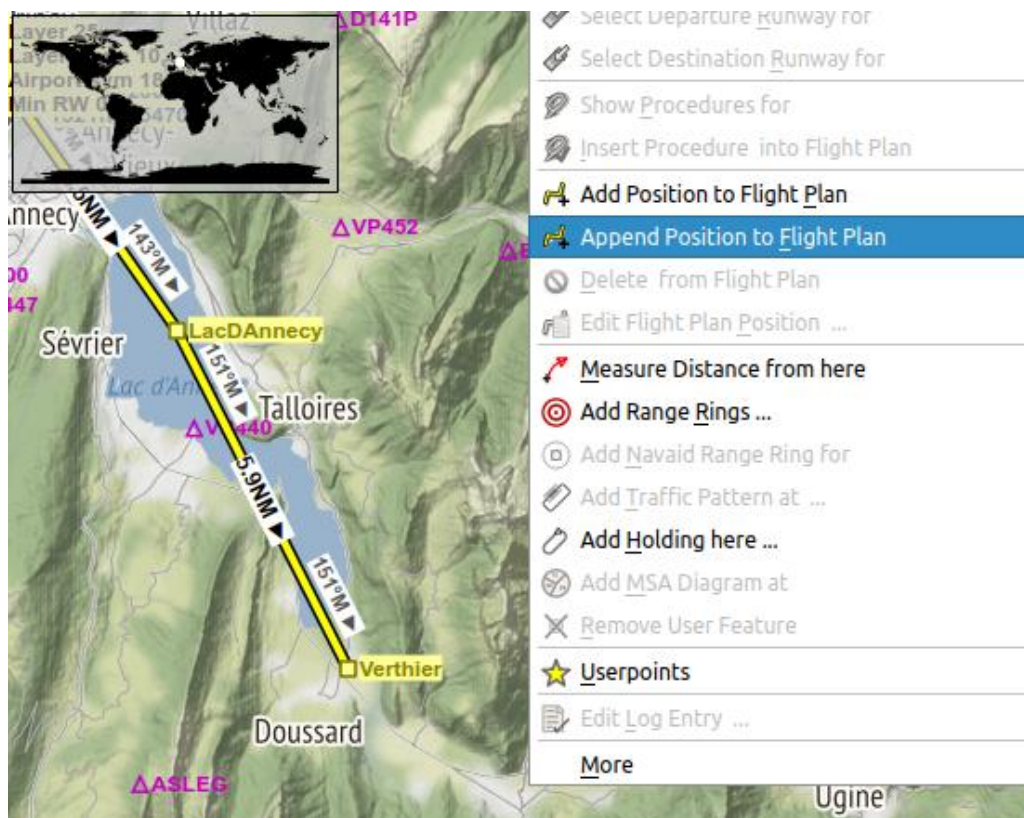 Villaz
D141P
Layer
Airport
Min RW
Annecy-
Vieux
Annecy
NM ▶
143°M ▶
VP452
Sévrier
LacDAnnecy
151°M ▶
Talloires
5.9NM ▶
151°M ▶
Verthier
Doussard
ASLEG
Ugine
Select Departure Runway for
Select Destination Runway for
Show Procedures for
Insert Procedure into Flight Plan
Add Position to Flight Plan
Append Position to Flight Plan
Delete from Flight Plan
Edit Flight Plan Position ...
Measure Distance from here
Add Range Rings ...
Add Navaid Range Ring for
Add Traffic Pattern at ...
Add Holding here ...
Add MSA Diagram at
Remove User Feature
Userpoints
Edit Log Entry ...
More